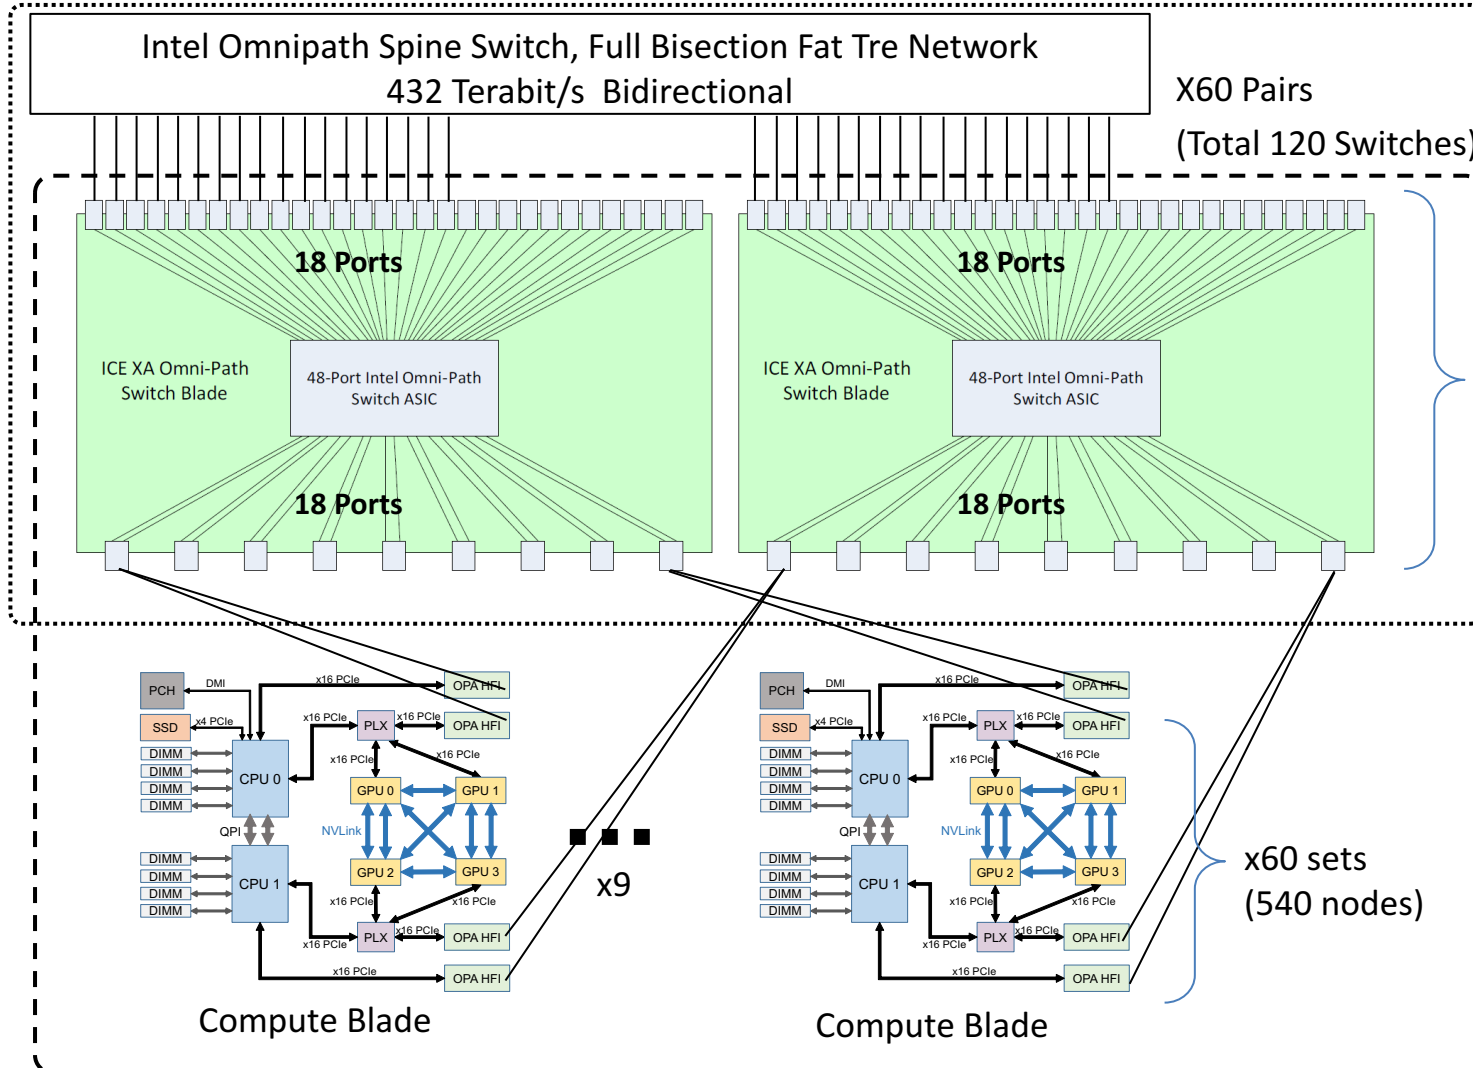 Intel Omnipath Spine Switch, Full Bisection Fat Tre Network
432 Terabit/s Bidirectional
X60 Pairs
(Total 120 Switches)
18 Ports
18 Ports
ICE XA Omni-Path
Switch Blade
48-Port Intel Omni-Path
Switch ASIC
ICE XA Omni-Path
Switch Blade
48-Port Intel Omni-Path
Switch ASIC
18 Ports
18 Ports
PCH
DMI
x16 PCIe
OPA HFI
SSD
x4 PCIe
x16 PCIe
PLX
x16 PCIe
OPA HFI
DIMM
DIMM
DIMM
DIMM
CPU 0
x16 PCIe
x16 PCIe
GPU 0
GPU 1
QPI
NVLink
DIMM
DIMM
DIMM
DIMM
CPU 1
GPU 2
GPU 3
x16 PCIe
x16 PCIe
x16 PCIe
PLX
x16 PCIe
OPA HFI
x16 PCIe
OPA HFI
Compute Blade
x9
PCH
DMI
x16 PCIe
OPA HFI
SSD
x4 PCIe
x16 PCIe
PLX
x16 PCIe
OPA HFI
DIMM
DIMM
DIMM
DIMM
CPU 0
x16 PCIe
x16 PCIe
GPU 0
GPU 1
QPI
NVLink
DIMM
DIMM
DIMM
DIMM
CPU 1
GPU 2
GPU 3
x16 PCIe
x16 PCIe
x16 PCIe
PLX
x16 PCIe
OPA HFI
x16 PCIe
OPA HFI
Compute Blade
x60 sets
(540 nodes)